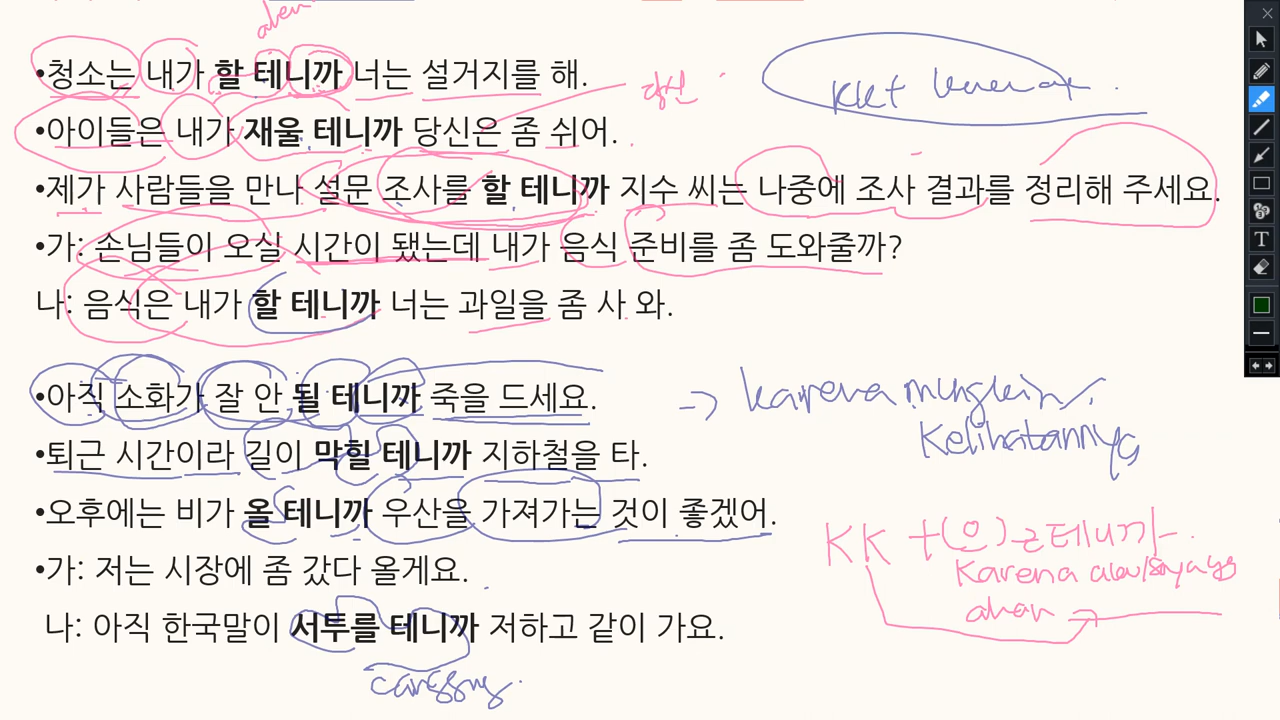 akan
•청소는 내가 할 테니까 너는 설거지를 해.
당신
•아이들은 내가 재울 테니까 당신은 좀 쉬어.
•제가 사람들을 만나 설문 조사를 할 테니까 지수 씨는 나중에 조사 결과를 정리해 주세요.
•가: 손님들이 오실 시간이 됐는데 내가 음식 준비를 좀 도와줄까?
나: 음식은 내가 할 테니까 너는 과일을 좀 사 와.
•아직 소화가 잘 안 될 테니까 죽을 드세요.
→ karena mungkin,
Kelihatannya
•퇴근 시간이라 길이 막힐 테니까 지하철을 타.
•오후에는 비가 올 테니까 우산을 가져가는 것이 좋겠어.
KK +(으)ㄹ테니까
Karena
akan →
•가: 저는 시장에 좀 갔다 올게요.
나: 아직 한국말이 서투를 테니까 저하고 같이 가요.
T